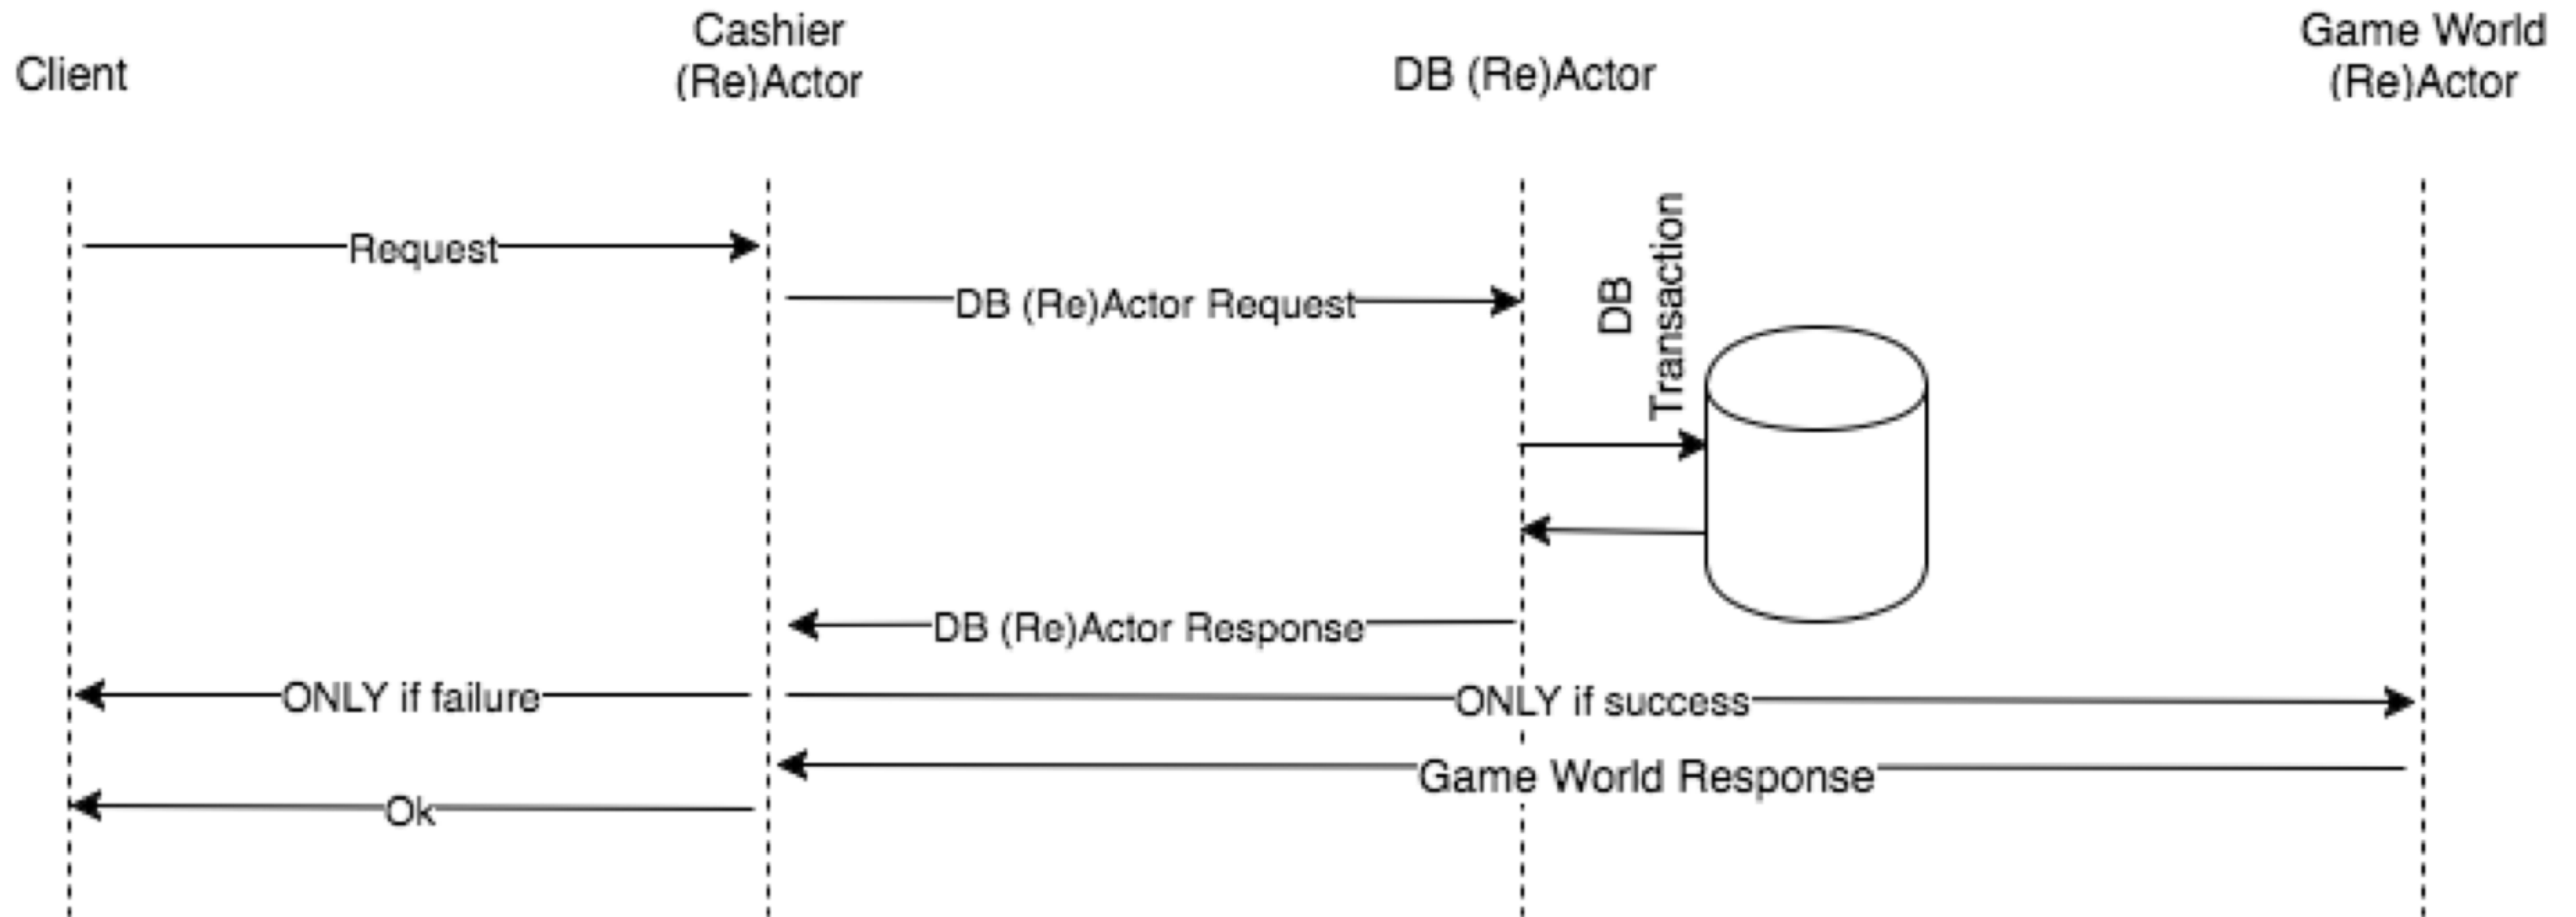 Client
Cashier
(Re)Actor
DB (Re)Actor
Game World
(Re)Actor
Request
DB (Re)Actor Request
DB
Transaction
DB (Re)Actor Response
ONLY if failure
ONLY if success
Game World Response
Ok